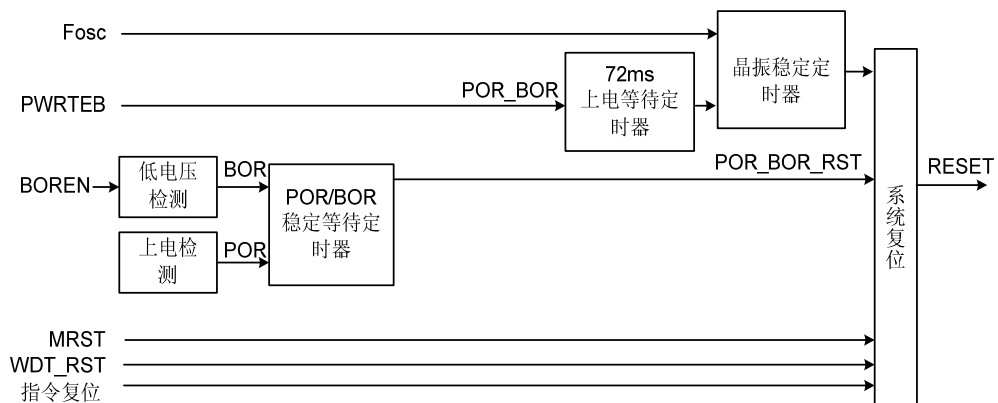 Fosc
PWRTEB
POR_BOR
72ms
上电等待定
时器
晶振稳定定
时器
BOREN
低电压
检测
BOR
上电检
测
POR
POR/BOR
稳定等待定
时器
POR_BOR_RST
系统复位
RESET
MRST
WDT_RST
指令复位